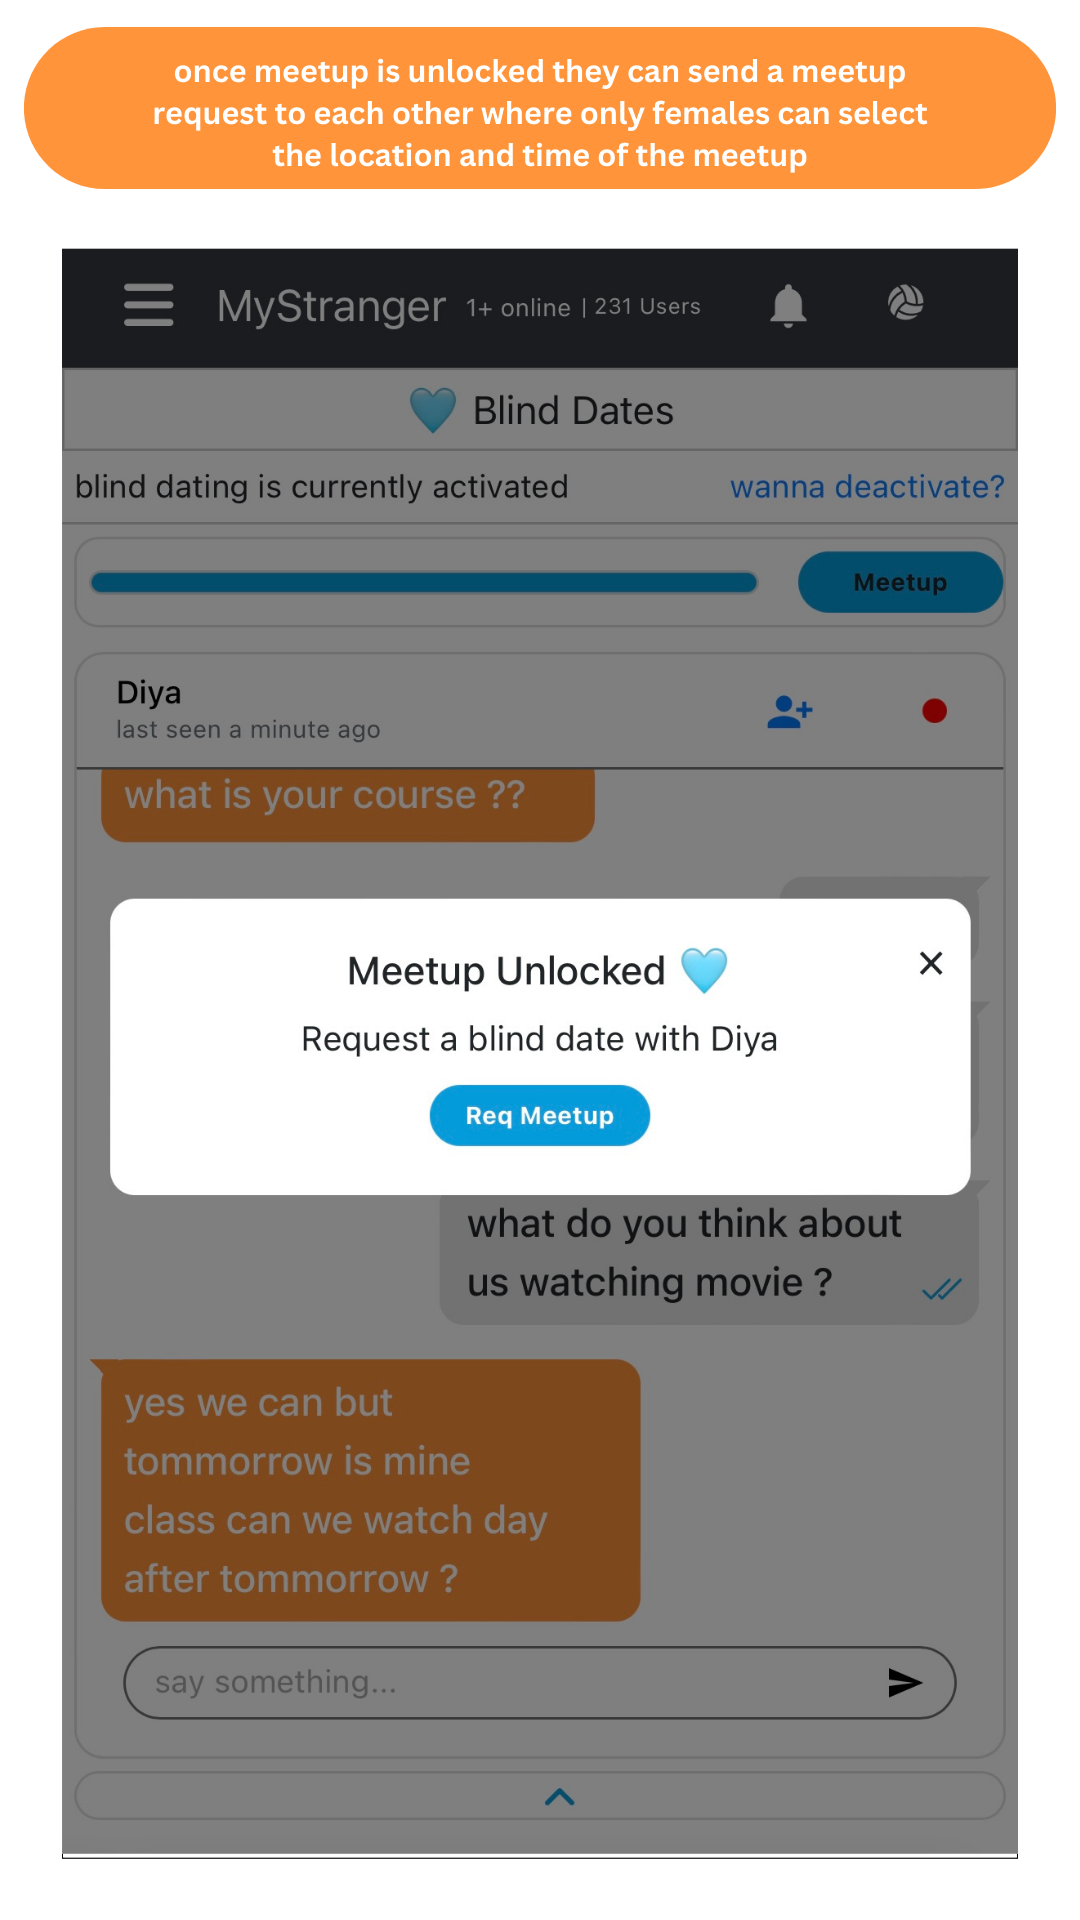 once meetup is unlocked they can send a meetup
request to each other where only females can select
the location and time of the meetup
MyStranger 1+ online | 231 Users
🩵 Blind Dates
blind dating is currently activated wanna deactivate?
Meetup
Diya
last seen a minute ago
what is your course ??
Meetup Unlocked 🩵
Request a blind date with Diya
Req Meetup
what do you think about
us watching movie ?
yes we can but
tommorrow is mine
class can we watch day
after tommorrow ?
say something...